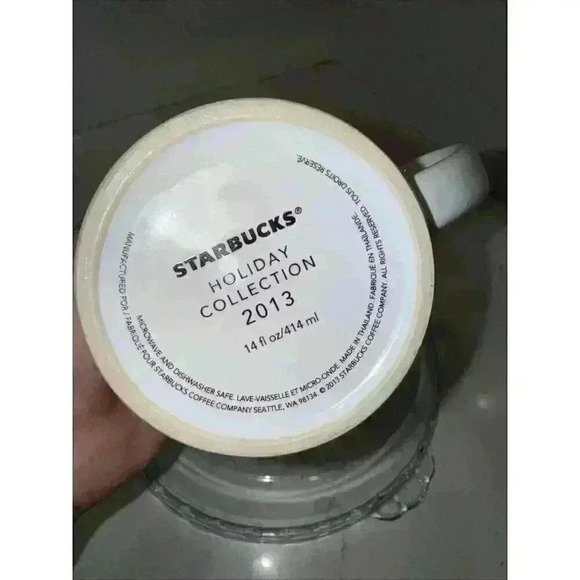 STARBUCKS®
HOLIDAY
COLLECTION
2013
14 fl oz/414 ml
MICROWAVE AND DISHWASHER SAFE. LAVE-VAISSELLE ET MICRO-ONDE. MADE IN THAILAND. FABRIQUÉ EN THAILANDE.
MANUFACTURED FOR / FABRIQUÉ POUR STARBUCKS COFFEE COMPANY SEATTLE, WA 98134 © 2013 STARBUCKS COFFEE COMPANY. ALL RIGHTS RESERVED. TOUS DROITS RÉSERVÉ.